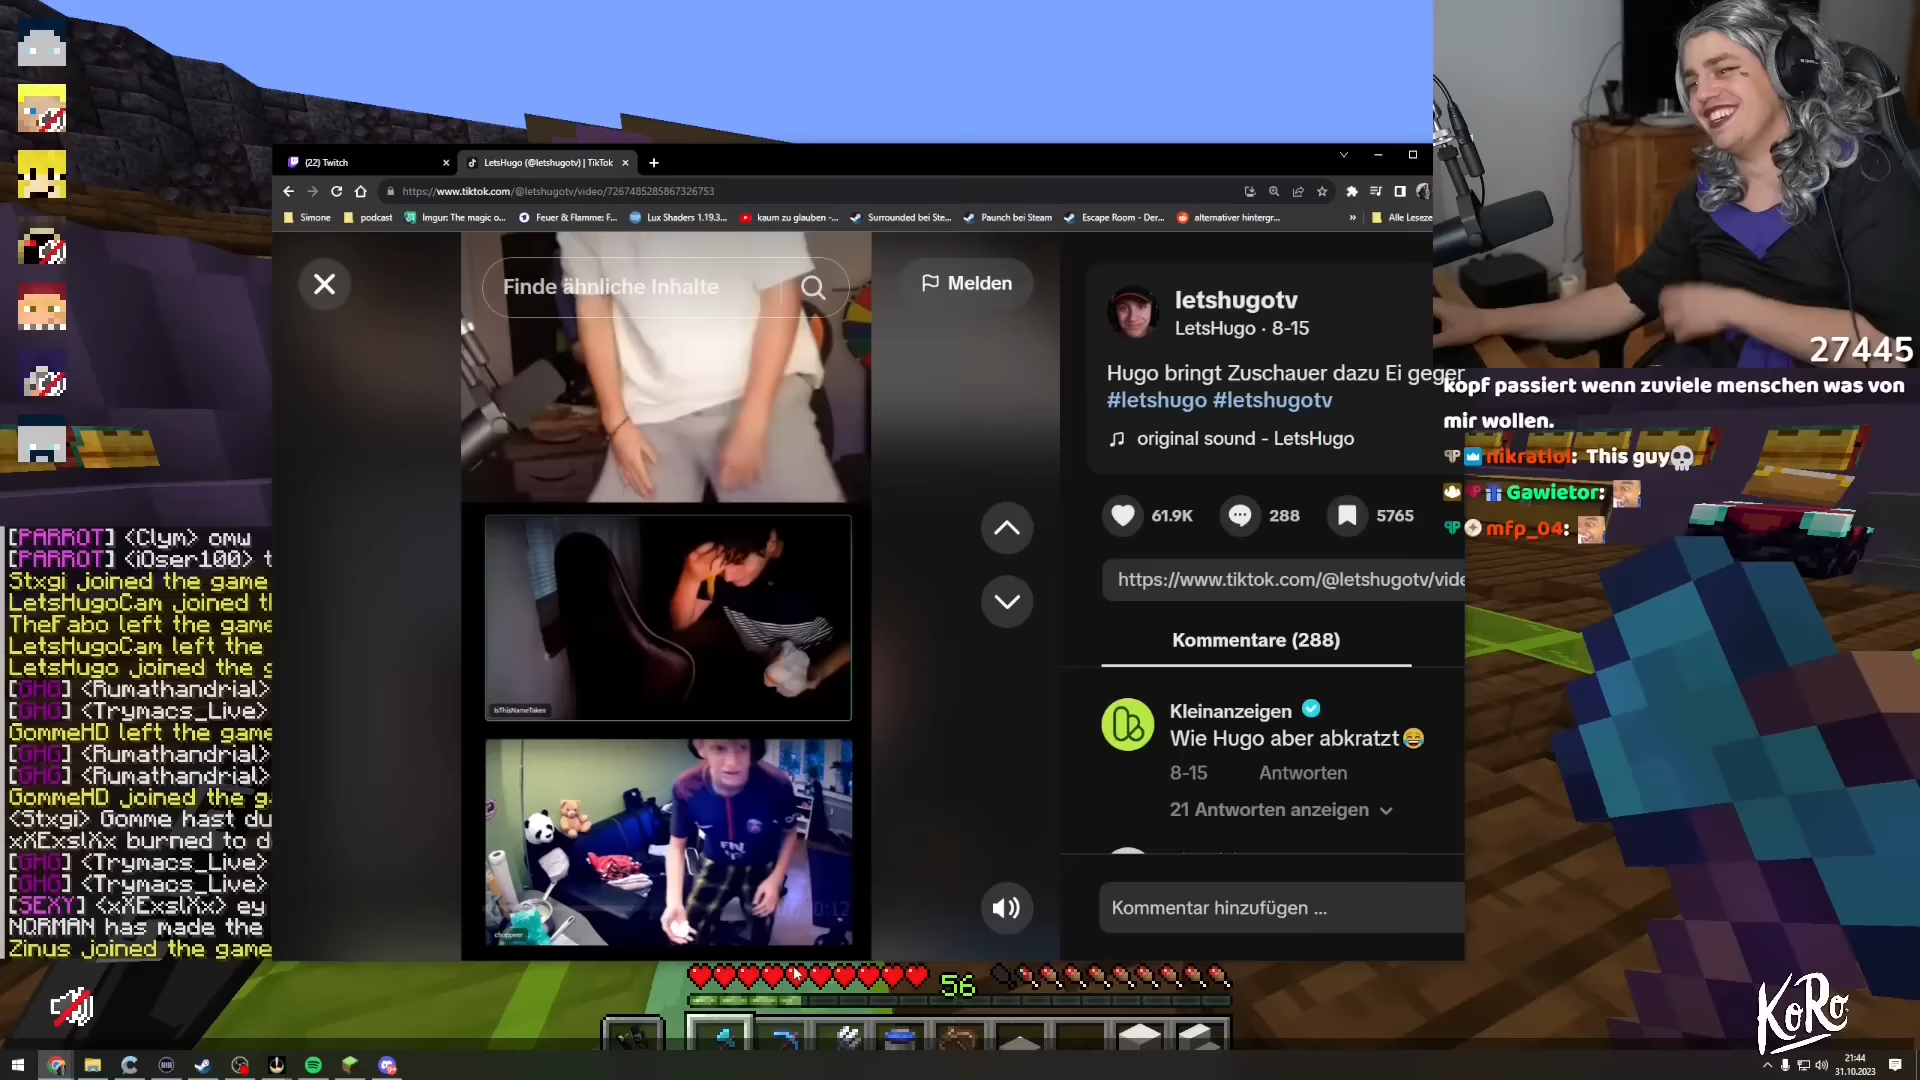 (22) Twitch
LetsHugo (@letshugotv) | TikTok
https://www.tiktok.com/@letshugotv/video/7267485285867326753
Simone
podcast
Imgur: The magic o...
Feuer & Flamme: F...
Lux Shaders 1.19.3...
kaum zu glauben -...
Surrounded bei Ste...
Paunch bei Steam
Escape Room - Der...
alternativer hintergr...
»
Alle Leseze
Finde ähnliche Inhalte
Melden
letshugotv
LetsHugo · 8-15
Hugo bringt Zuschauer dazu Ei geger
#letshugo #letshugotv
original sound - LetsHugo
61.9K
288
5765
https://www.tiktok.com/@letshugotv/vide
Kommentare (288)
Kleinanzeigen
Wie Hugo aber abkratzt😂
8-15
Antworten
21 Antworten anzeigen
Kommentar hinzufügen ...
IsThisNameTaken
choppeer
27445
kopf passiert wenn zuviele menschen was von
mir wollen.
nikratlol: This guy💀
Gawietor:
mfp_04:
[PARROT] <Clym> omw
[PARROT] <iOser100> t
Stxgi joined the game
LetsHugoCam joined th
TheFabo left the game
LetsHugoCam left the
LetsHugo joined the g
[GHG] <Rumathandrial>
[GHG] <Trymacs_Live>
GommeHD left the game
[GHG] <Rumathandrial>
[GHG] <Rumathandrial>
GommeHD joined the ga
<Stxgi> Gomme hast du
xXExslXx burned to d
[GHG] <Trymacs_Live>
[GHG] <Trymacs_Live>
[SEXY] <xXExslXx> ey
NORMAN has made the
Zinus joined the game
56
KoRo
21:44
31.10.2023